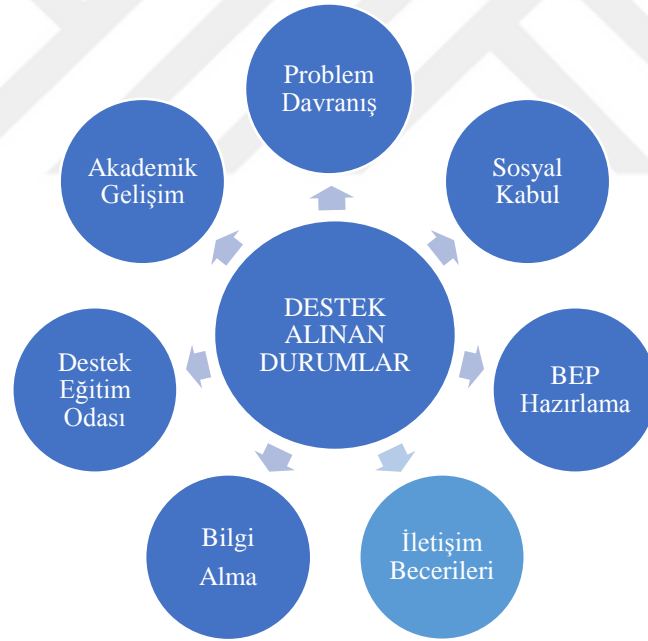 Problem
Davranış
Sosyal
Kabul
BEP
Hazırlama
İletişim
Becerileri
Bilgi
Alma
Destek
Eğitim
Odası
Akademik
Gelişim
DESTEK
ALINAN
DURUMLAR